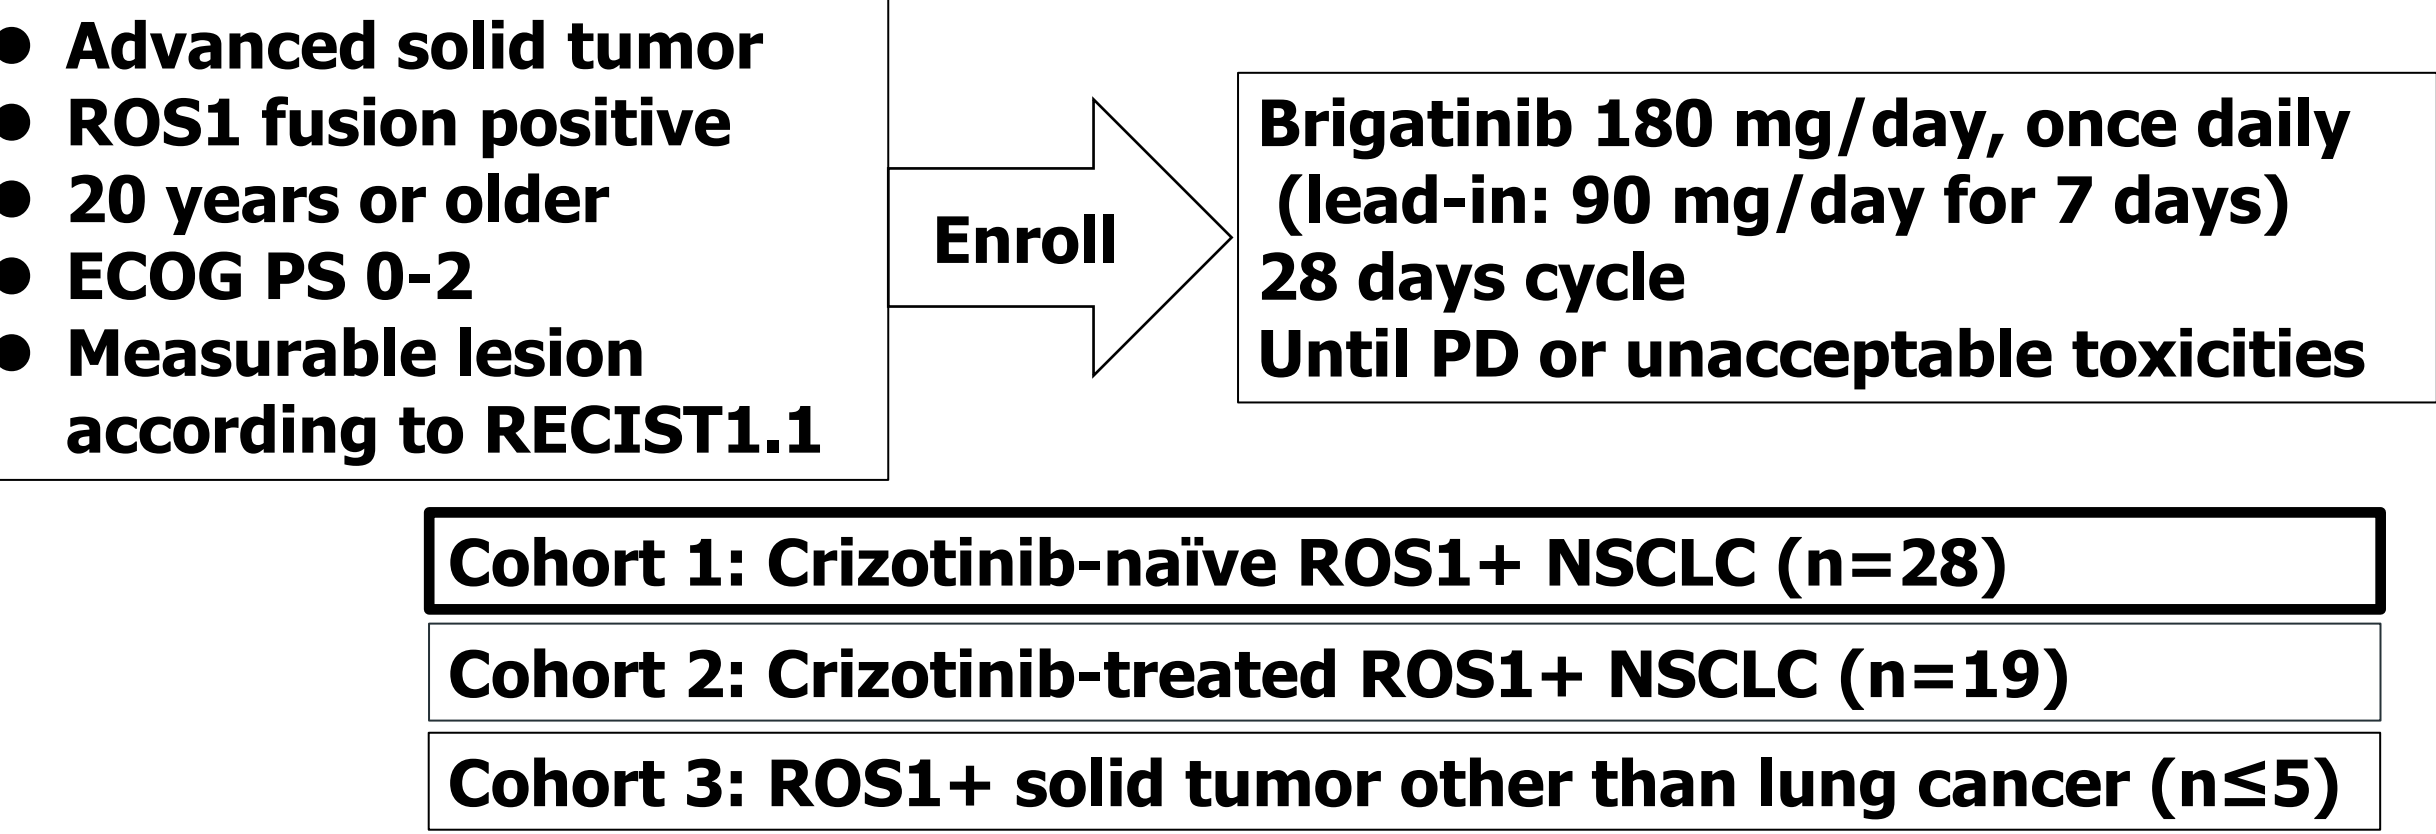 ● Advanced solid tumor
● ROS1 fusion positive
● 20 years or older
● ECOG PS 0-2
● Measurable lesion
according to RECIST1.1
Enroll
Brigatinib 180 mg/day, once daily
(lead-in: 90 mg/day for 7 days)
28 days cycle
Until PD or unacceptable toxicities
Cohort 1: Crizotinib-naïve ROS1+ NSCLC (n=28)
Cohort 2: Crizotinib-treated ROS1+ NSCLC (n=19)
Cohort 3: ROS1+ solid tumor other than lung cancer (n≤5)